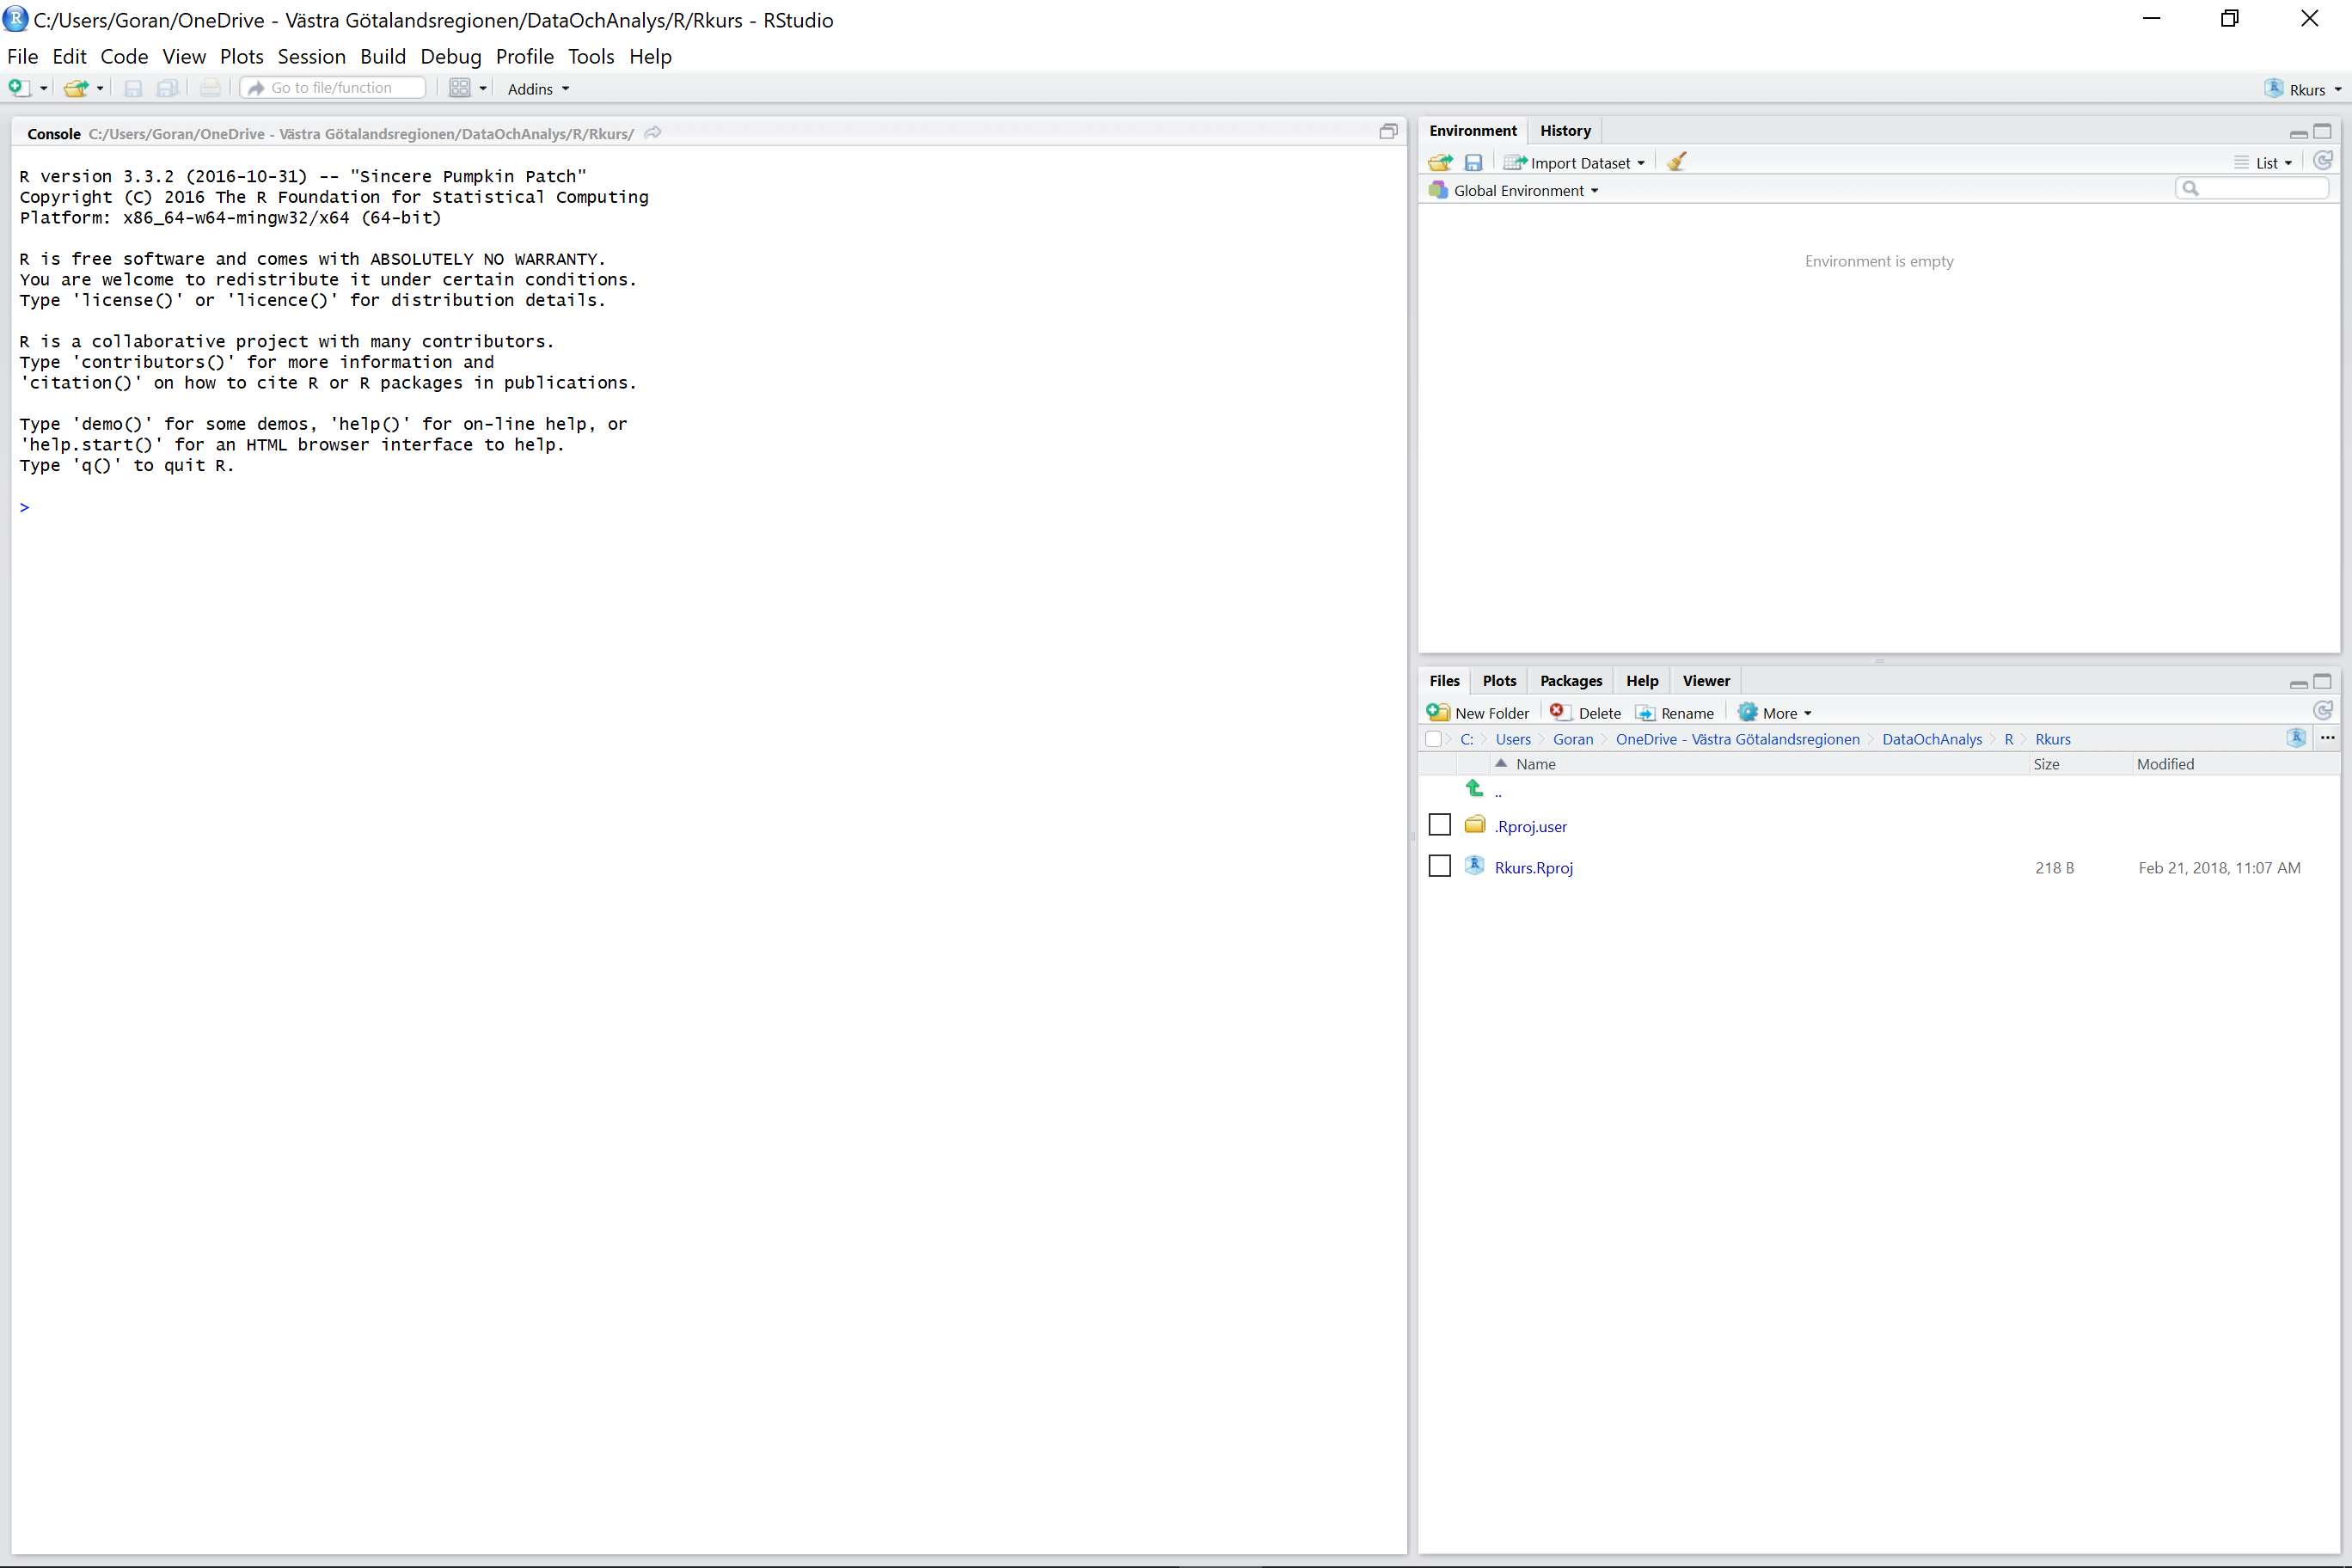 C:/Users/Goran/OneDrive - Västra Götalandsregionen/DataOchAnalys/R/Rkurs - RStudio
File Edit Code View Plots Session Build Debug Profile Tools Help
Go to file/function Addins Rkurs
Console C:/Users/Goran/OneDrive - Västra Götalandsregionen/DataOchAnalys/R/Rkurs/
R version 3.3.2 (2016-10-31) -- "Sincere Pumpkin Patch"
Copyright (C) 2016 The R Foundation for Statistical Computing
Platform: x86_64-w64-mingw32/x64 (64-bit)
R is free software and comes with ABSOLUTELY NO WARRANTY.
You are welcome to redistribute it under certain conditions.
Type 'license()' or 'licence()' for distribution details.
R is a collaborative project with many contributors.
Type 'contributors()' for more information and
'citation()' on how to cite R or R packages in publications.
Type 'demo()' for some demos, 'help()' for on-line help, or
'help.start()' for an HTML browser interface to help.
Type 'q()' to quit R.
>
Environment History
Import Dataset List
Global Environment
Environment is empty
Files Plots Packages Help Viewer
New Folder Delete Rename More
C: Users Goran OneDrive - Västra Götalandsregionen DataOchAnalys R Rkurs ...
Name Size Modified
..
.Rproj.user
Rkurs.Rproj 218 B Feb 21, 2018, 11:07 AM